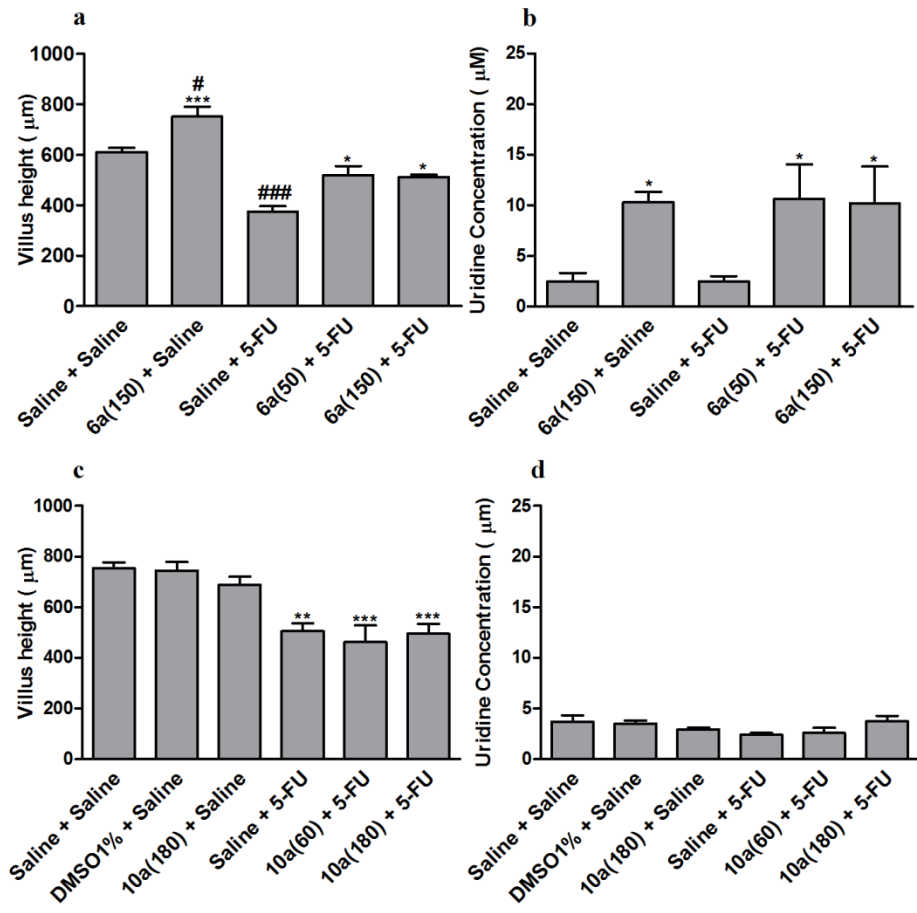 a
Villus height ( μm)
1000
800
600
400
200
0
#
***
###
*
*
Saline + Saline
6a(150) + Saline
Saline + 5-FU
6a(50) + 5-FU
6a(150) + 5-FU
b
Uridine Concentration ( μM)
25
20
15
10
5
0
*
*
*
Saline + Saline
6a(150) + Saline
Saline + 5-FU
6a(50) + 5-FU
6a(150) + 5-FU
c
Villus height ( μm)
1000
800
600
400
200
0
**
***
***
Saline + Saline
DMSO1% + Saline
10a(180) + Saline
Saline + 5-FU
10a(60) + 5-FU
10a(180) + 5-FU
d
Uridine Concentration ( μm)
25
20
15
10
5
0
Saline + Saline
DMSO1% + Saline
10a(180) + Saline
Saline + 5-FU
10a(60) + 5-FU
10a(180) + 5-FU